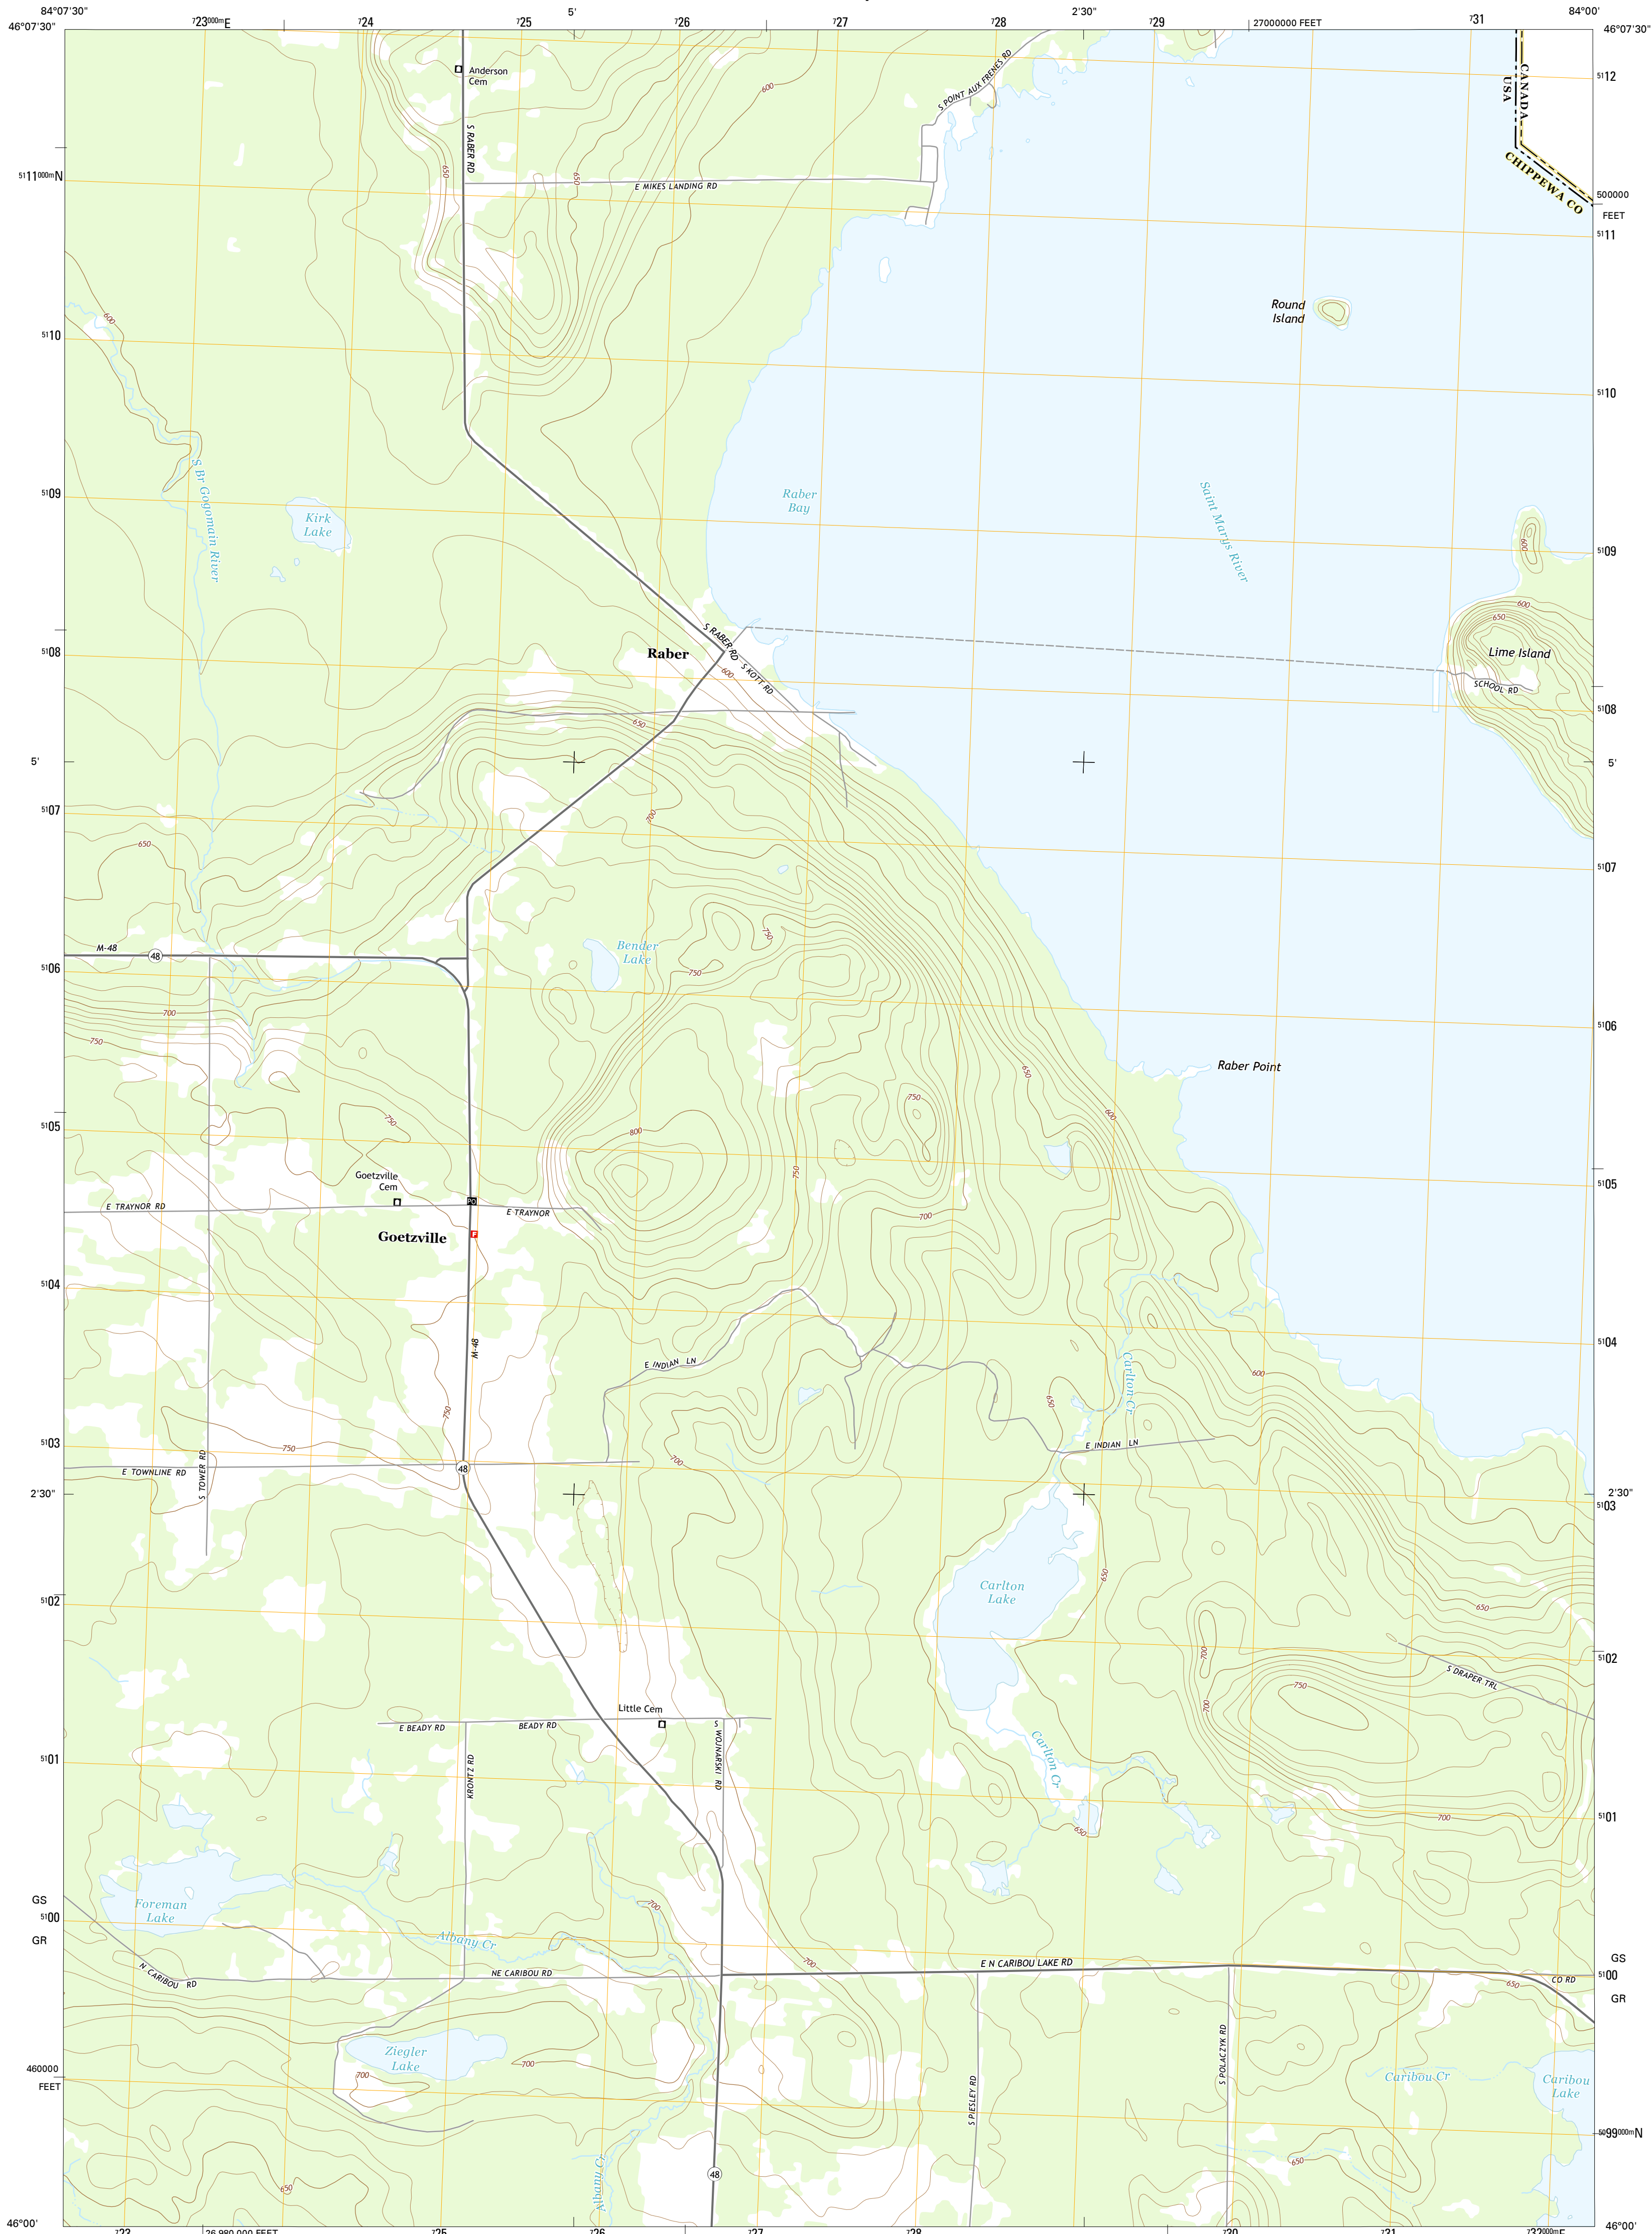 84°07'30"
⁷23⁰⁰⁰ᵐE
⁷24
⁷25
5'
⁷26
⁷27
⁷28
2'30"
⁷29
27000000 FEET
⁷31
84°00'
46°07'30"
46°07'30"
Anderson
Cem
600
S POINT AUX FRENES RD
USA
CANADA
⁵¹12
S RABER RD
650
650
E MIKES LANDING RD
CHIPPEWA CO
⁵¹11⁰⁰⁰ᵐN
500000
FEET
⁵¹11
Round
Island
600
⁵¹10
⁵¹10
S Br Gogomain River
Kirk
Lake
Raber
Bay
Saint Marys River
⁵¹09
600
⁵¹09
600
650
S RABER RD
Raber
Lime Island
⁵¹08
600
S KOTT RD
SCHOOL RD
⁵¹08
650
5'
5'
⁵¹07
700
650
⁵¹07
750
M-48
48
Bender
Lake
⁵¹06
750
700
⁵¹06
750
Raber Point
650
750
600
750
⁵¹05
800
750
Goetzville
Cem
⁵¹05
PO
E TRAYNOR RD
E TRAYNOR
700
F
Goetzville
⁵¹04
⁵¹04
M-48
E INDIAN LN
Carlton Cr
600
650
750
⁵¹03
750
E INDIAN LN
S TOWER RD
E TOWNLINE RD
48
700
2'30"
2'30"
⁵¹03
650
Carlton
Lake
⁵¹02
650
700
⁵¹02
S DRAPER TRL
750
700
Little Cem
E BEADY RD
BEADY RD
S WOJNARSKI RD
Carlton Cr
⁵¹01
KRONTZ RD
700
⁵¹01
650
GS
Foreman
Lake
700
⁵¹00
GR
Albany Cr
700
E N CARIBOU LAKE RD
GS
N CARIBOU RD
NE CARIBOU RD
650
CO RD
⁵¹00
GR
S POLACZYK RD
Ziegler
Lake
700
460000
FEET
700
Caribou Cr
Caribou
Lake
S PIESLEY RD
⁵⁰99⁰⁰⁰ᵐN
650
48
Albany Cr
650
46°00'
46°00'
⁷23
26 980 000 FEET
⁷25
⁷26
⁷27
⁷28
⁷30
⁷31
⁷32⁰⁰⁰ᵐE